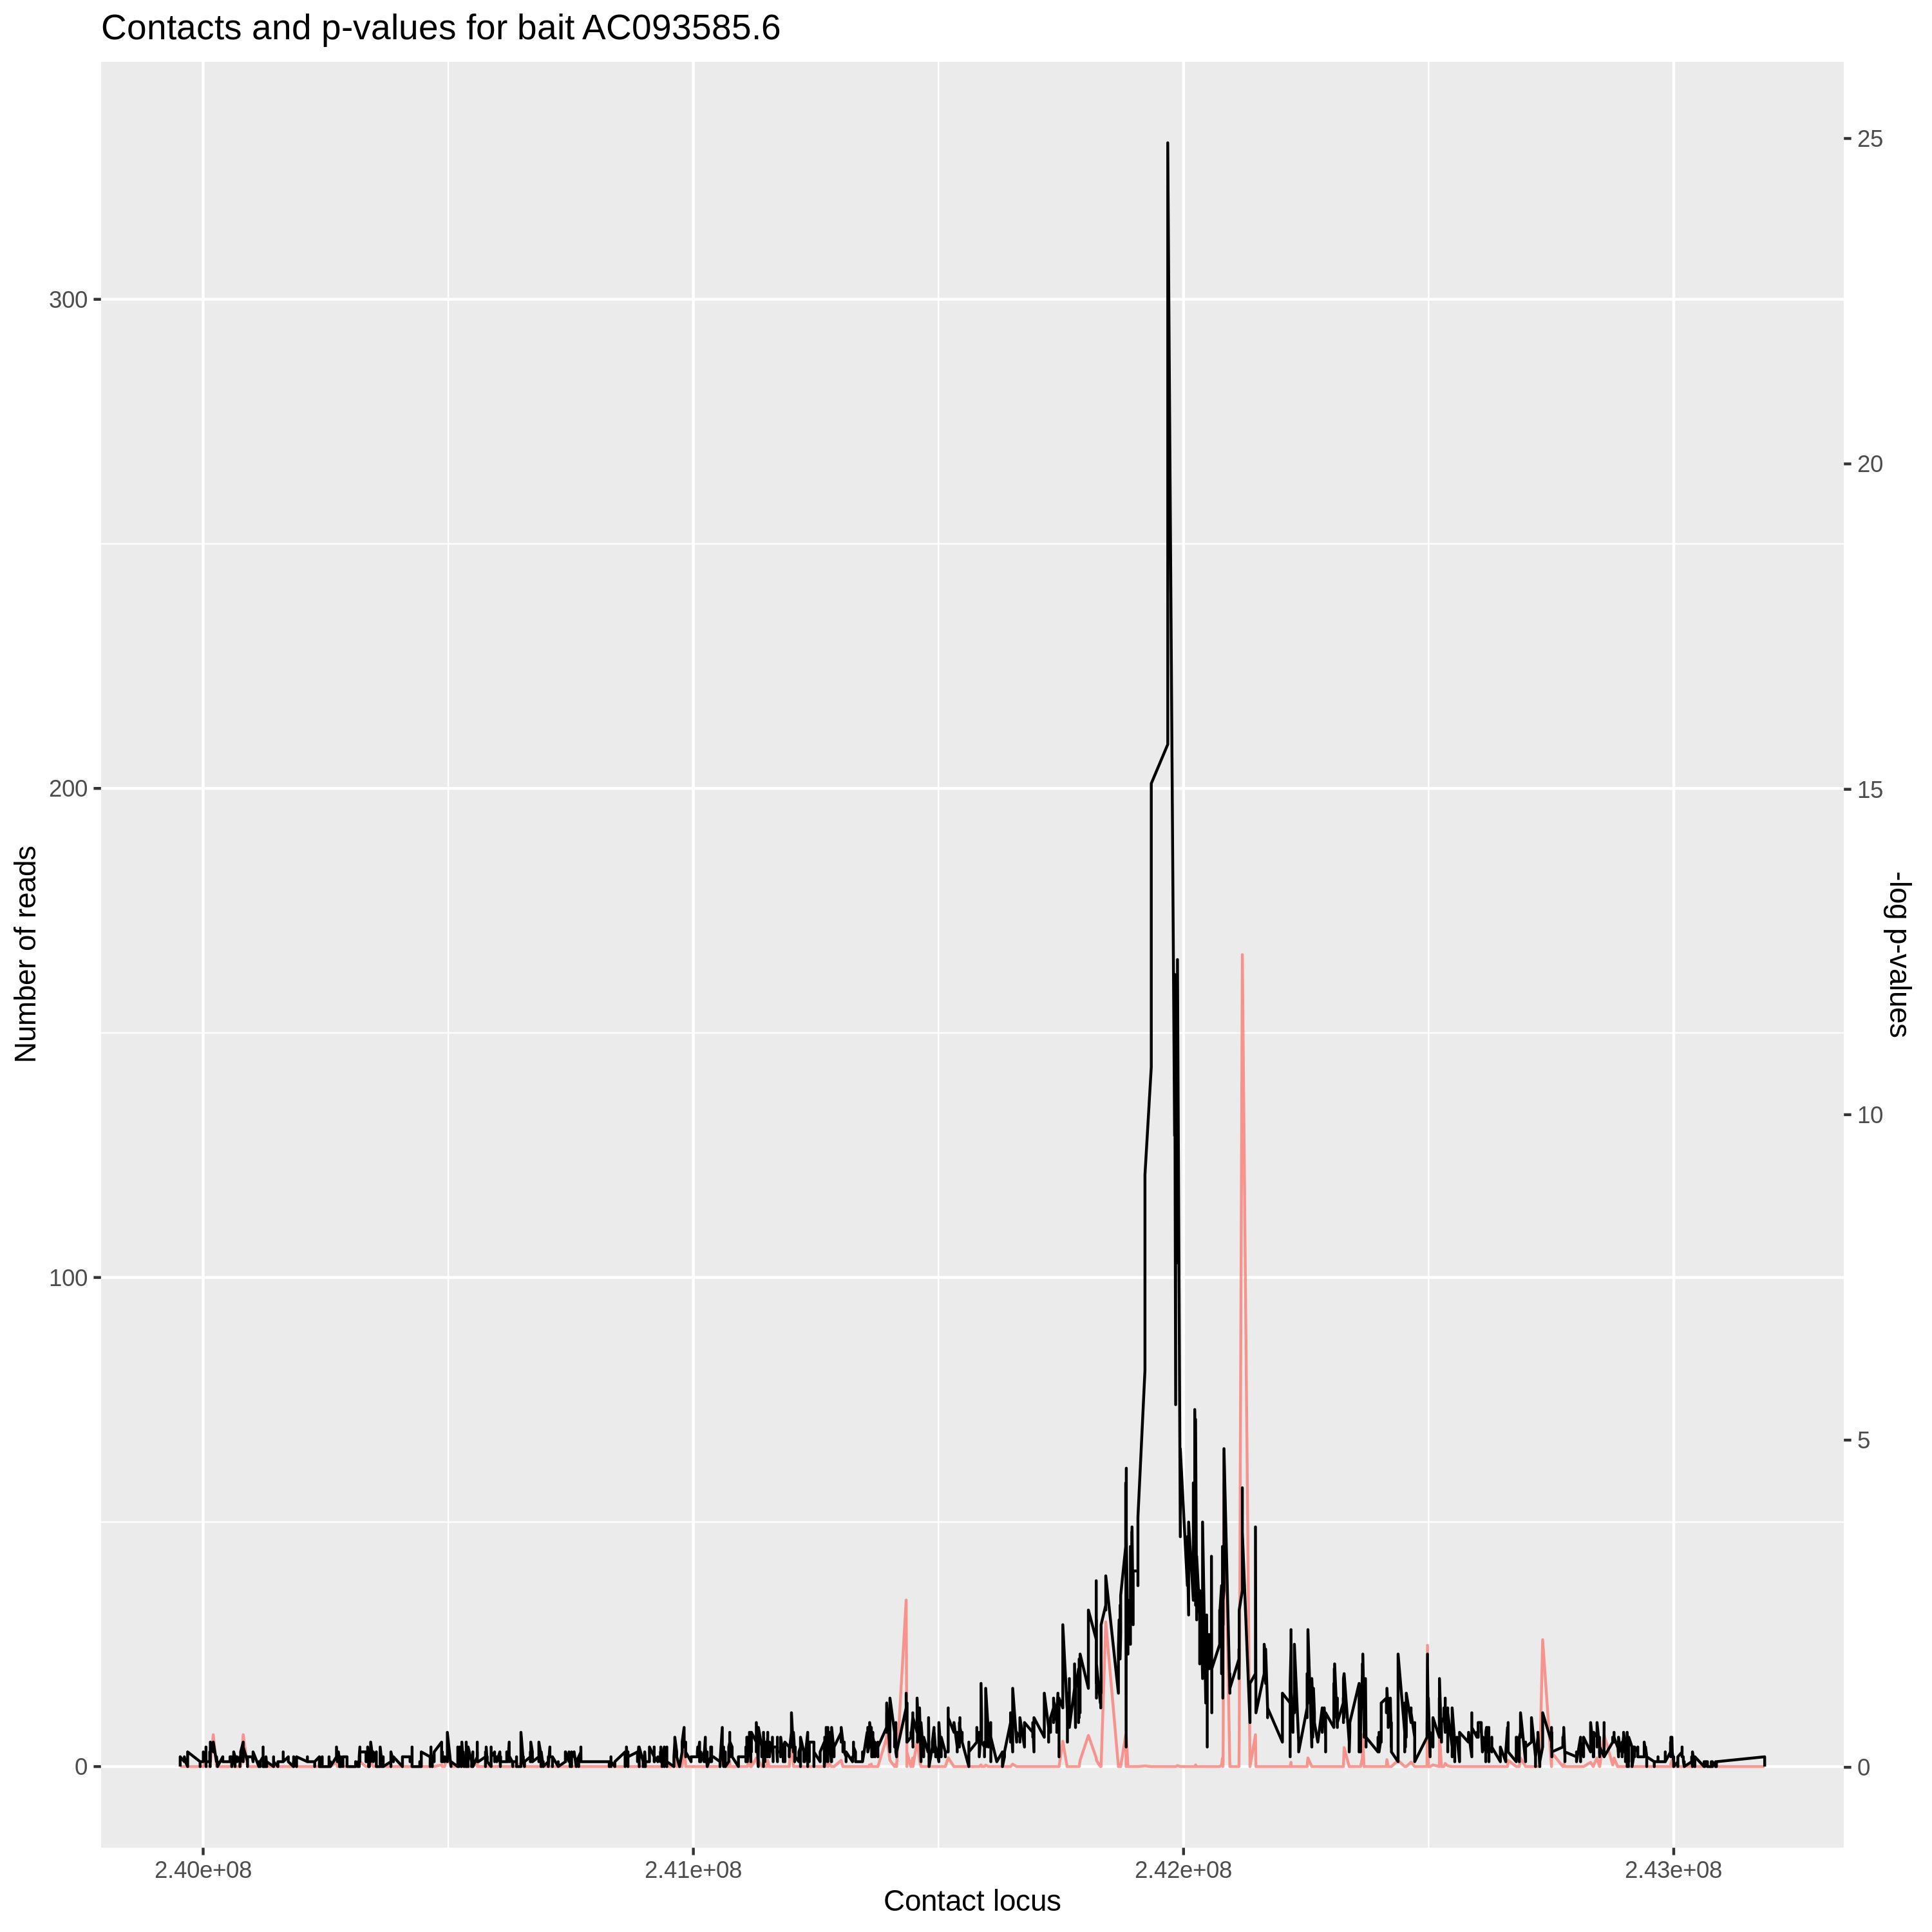 Contacts and p-values for bait AC093585.6
Number of reads
300
200
100
0
25
20
15
10
5
0
-log p-values
2.40e+08 2.41e+08 2.42e+08 2.43e+08
Contact locus